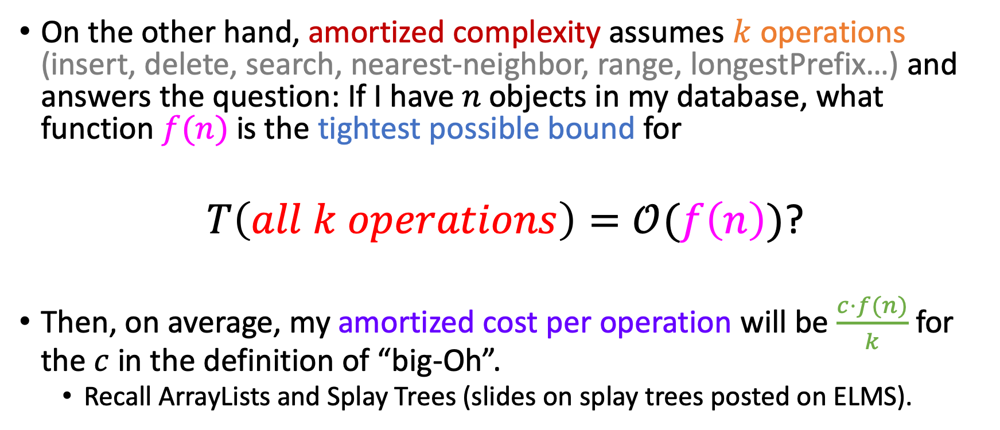 • On the other hand, amortized complexity assumes k operations
(insert, delete, search, nearest-neighbor, range, longestPrefix…) and
answers the question: If I have n objects in my database, what
function f(n) is the tightest possible bound for
T(all k operations) = 𝒪(f(n))?
• Then, on average, my amortized cost per operation will be c·f(n)/k for
the c in the definition of “big-Oh”.
• Recall ArrayLists and Splay Trees (slides on splay trees posted on ELMS).